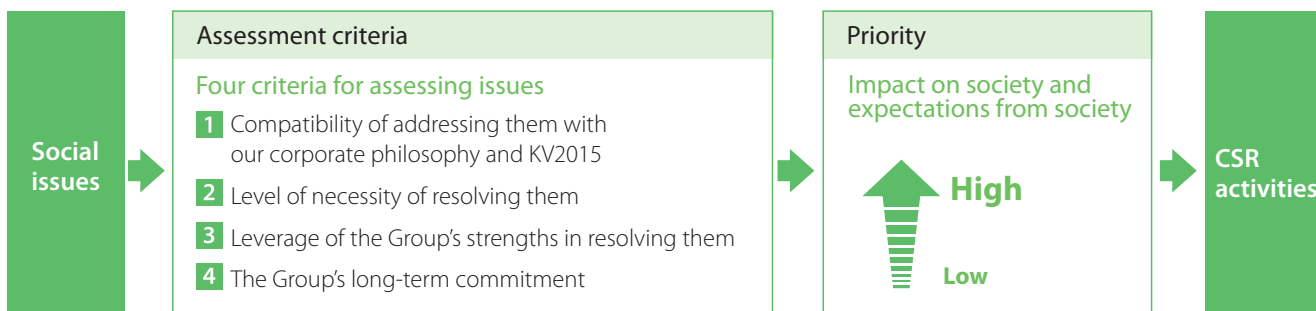 Social
issues
Assessment criteria
Four criteria for assessing issues
1 Compatibility of addressing them with
our corporate philosophy and KV2015
2 Level of necessity of resolving them
3 Leverage of the Group’s strengths in resolving them
4 The Group’s long-term commitment
Priority
Impact on society and
expectations from society
High
Low
CSR
activities